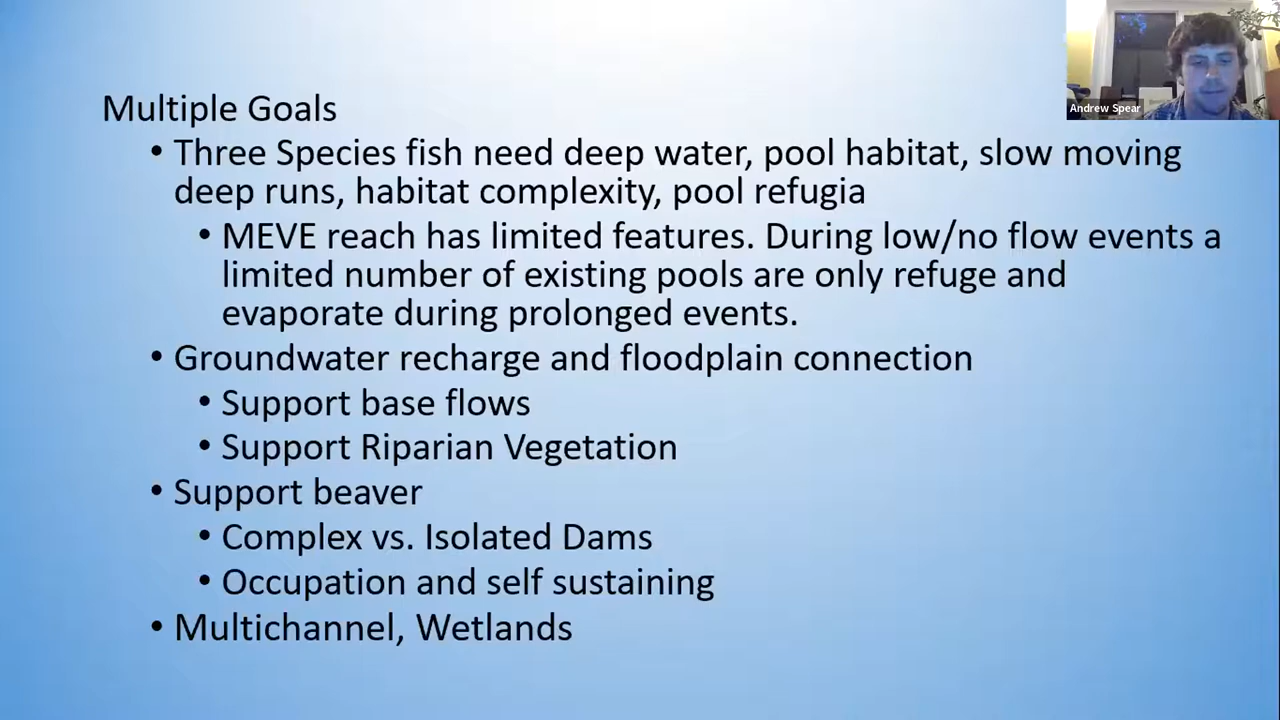 Andrew Spear
Multiple Goals
• Three Species fish need deep water, pool habitat, slow moving
deep runs, habitat complexity, pool refugia
• MEVE reach has limited features. During low/no flow events a
limited number of existing pools are only refuge and
evaporate during prolonged events.
• Groundwater recharge and floodplain connection
• Support base flows
• Support Riparian Vegetation
• Support beaver
• Complex vs. Isolated Dams
• Occupation and self sustaining
• Multichannel, Wetlands